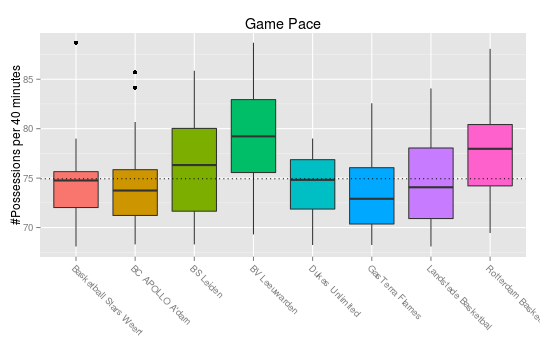 Game Pace
#Possessions per 40 minutes
85
80
75
70
Basketball Stars Weert
BC APOLLO A'dam
BS Leiden
BV Leeuwarden
Dukes Unlimited
GasTerra Flames
Landstede Basketbal
Rotterdam Baske